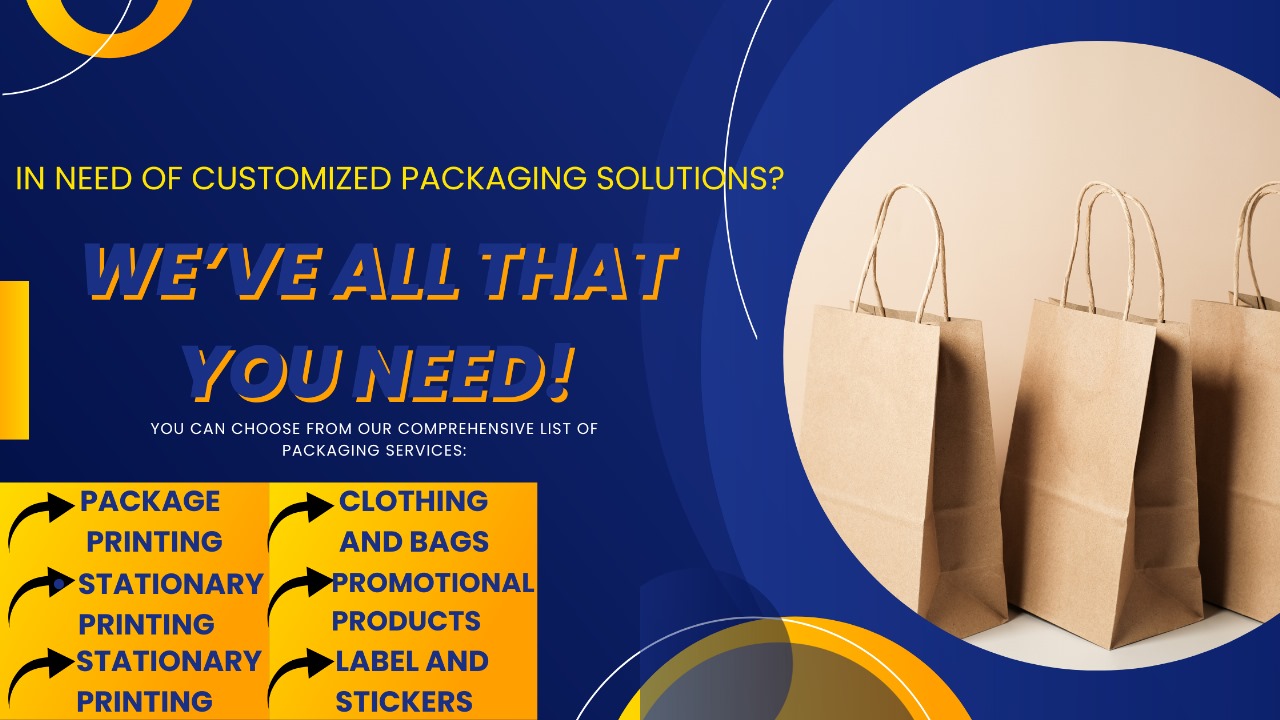 IN NEED OF CUSTOMIZED PACKAGING SOLUTIONS?
WE'VE ALL THAT
YOU NEED!
YOU CAN CHOOSE FROM OUR COMPREHENSIVE LIST OF
PACKAGING SERVICES:
PACKAGE
PRINTING
STATIONARY
PRINTING
STATIONARY
PRINTING
CLOTHING
AND BAGS
PROMOTIONAL
PRODUCTS
LABEL AND
STICKERS